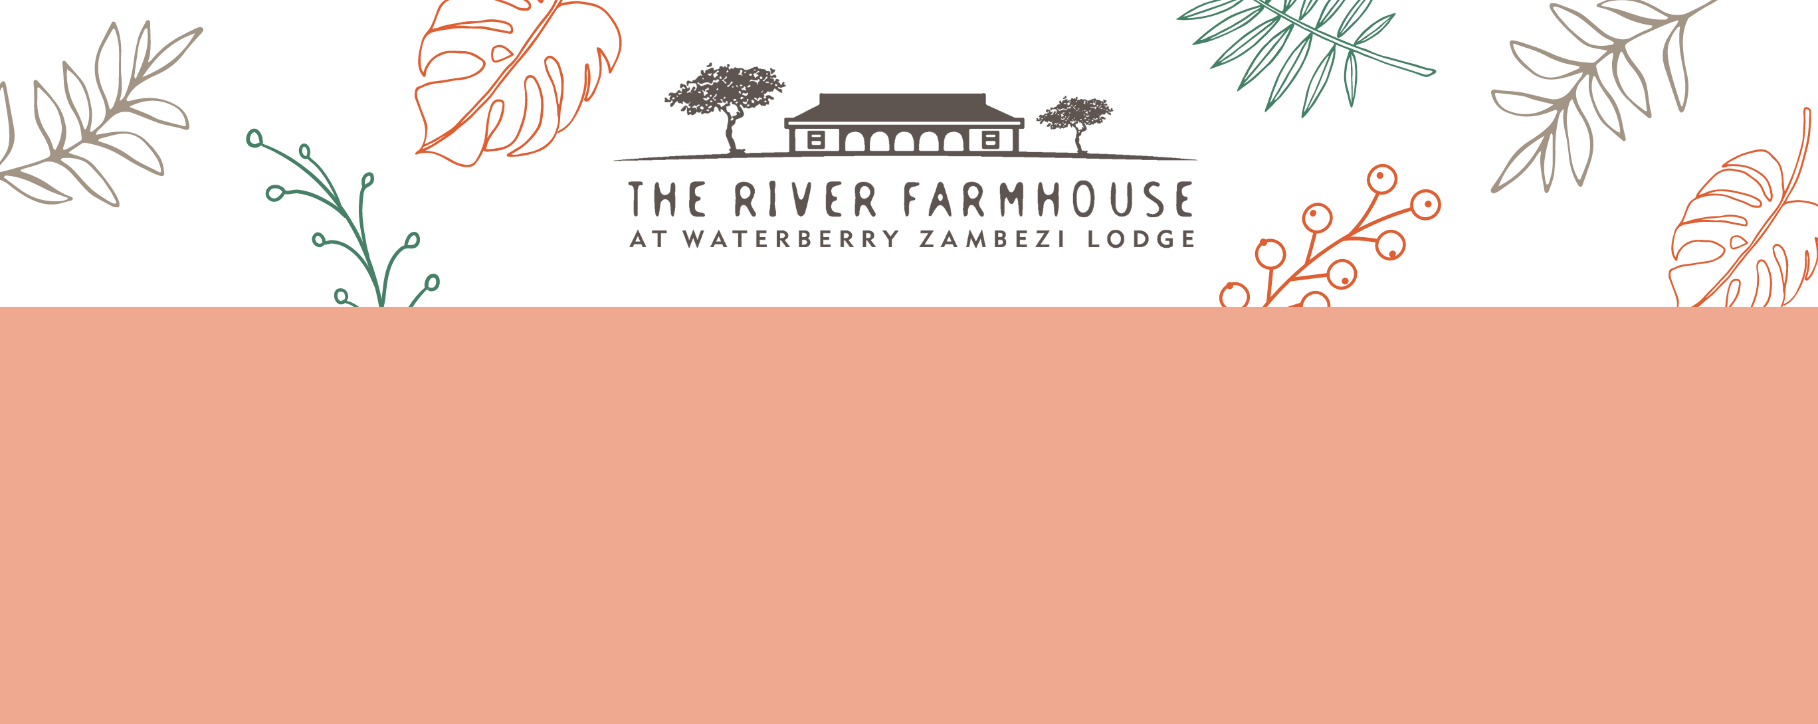 THE RIVER FARMHOUSE
AT WATERBERRY ZAMBEZI LODGE